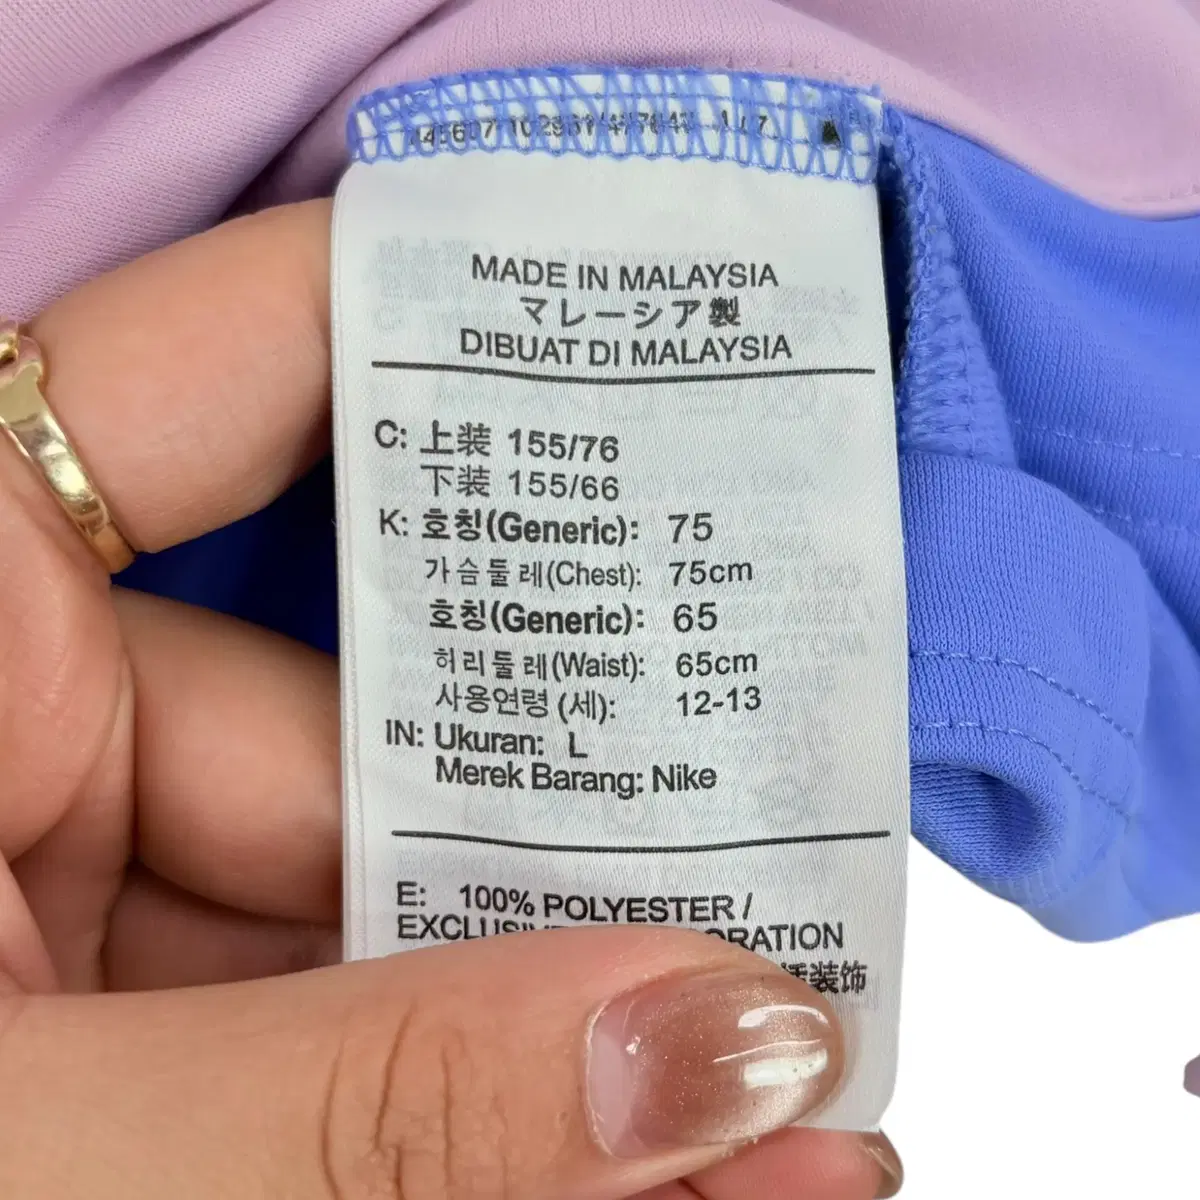 MADE IN MALAYSIA
マレーシア製
DIBUAT DI MALAYSIA
C: 上装 155/76
下装 155/66
K: 호칭(Generic): 75
가슴둘레(Chest): 75cm
호칭(Generic): 65
허리둘레(Waist): 65cm
사용연령 (세): 12-13
IN: Ukuran: L
Merek Barang: Nike
E: 100% POLYESTER /
装饰